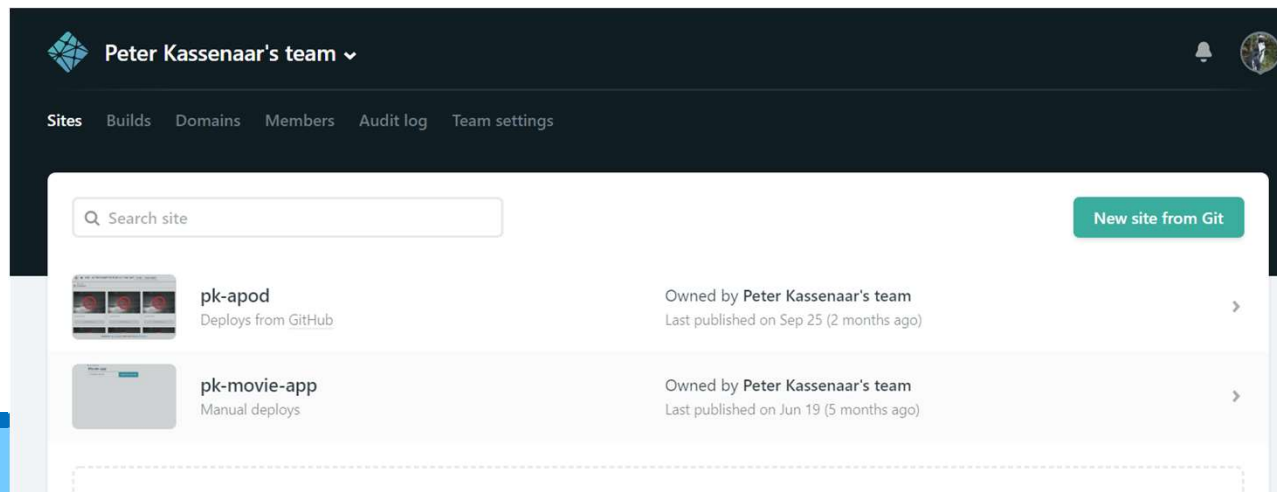 Peter Kassenaar's team
Sites Builds Domains Members Audit log Team settings
Search site
New site from Git
pk-apod
Deploys from GitHub
Owned by Peter Kassenaar's team
Last published on Sep 25 (2 months ago)
pk-movie-app
Manual deploys
Owned by Peter Kassenaar's team
Last published on Jun 19 (5 months ago)